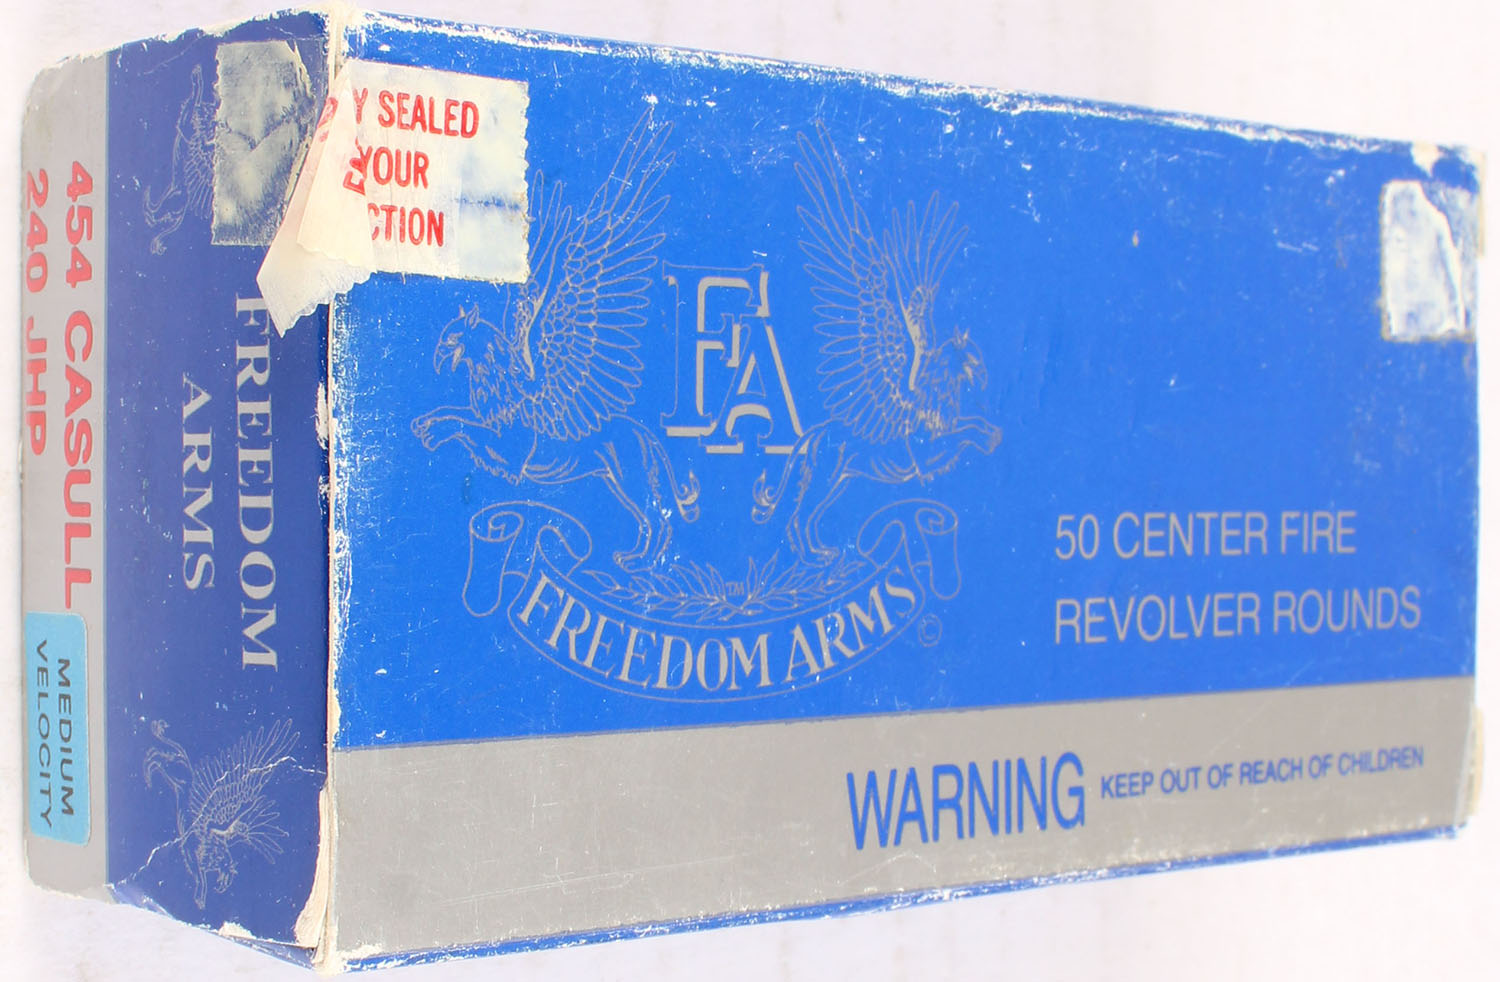 454 CASULL
240 JHP
MEDIUM
VELOCITY
FREEDOM
ARMS
Y SEALED
YOUR
CTION
FA
TM
FREEDOM ARMS
©
50 CENTER FIRE
REVOLVER ROUNDS
WARNING KEEP OUT OF REACH OF CHILDREN